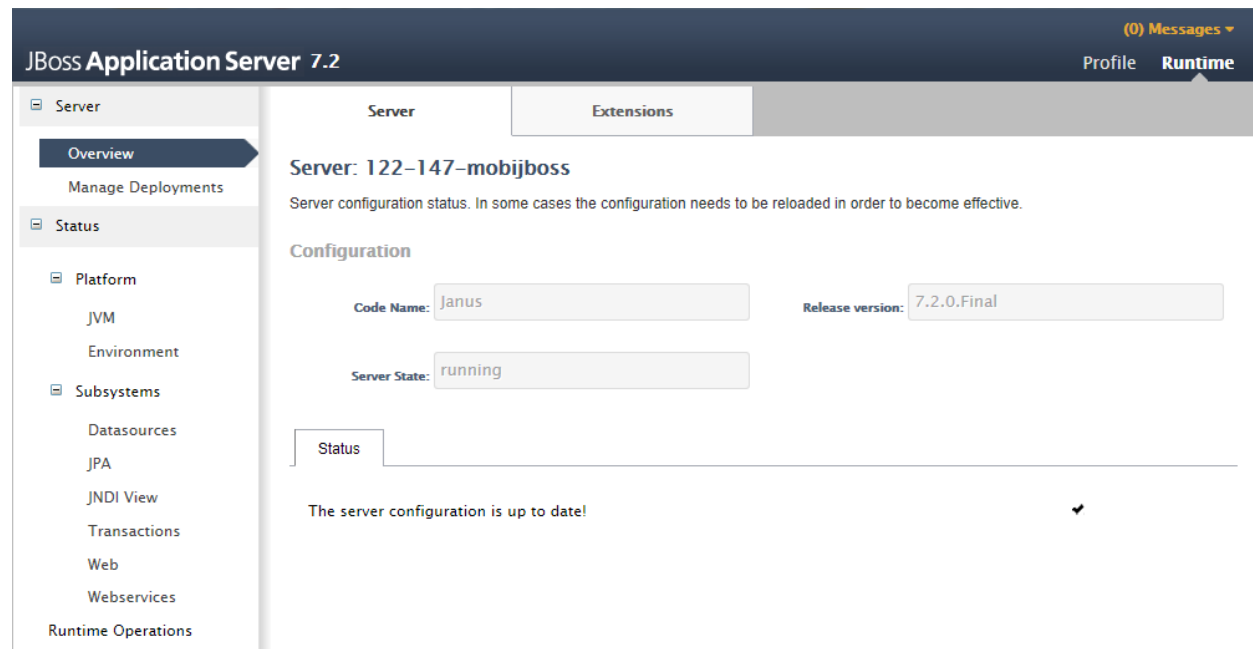 (0) Messages
JBoss Application Server 7.2
Profile Runtime
Server
Overview
Manage Deployments
Status
Platform
JVM
Environment
Subsystems
Datasources
JPA
JNDI View
Transactions
Web
Webservices
Runtime Operations
Server Extensions
Server: 122-147-mobijboss
Server configuration status. In some cases the configuration needs to be reloaded in order to become effective.
Configuration
Code Name: Janus
Release version: 7.2.0.Final
Server State: running
Status
The server configuration is up to date!